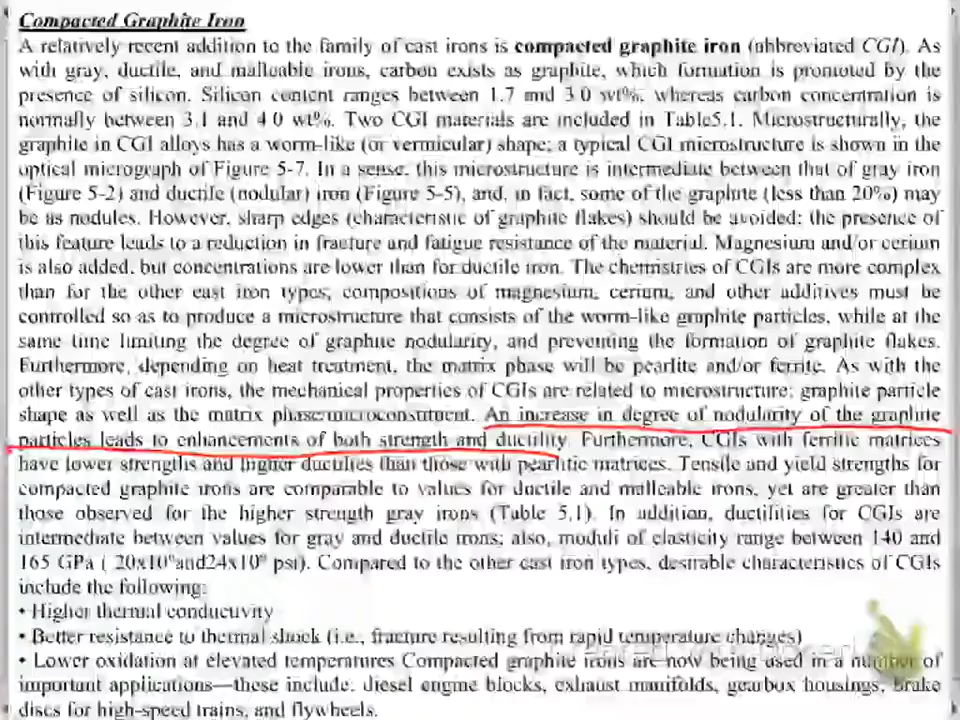 Compacted Graphite Iron
A relatively recent addition to the family of cast irons is compacted graphite iron (abbreviated CGI). As
with gray, ductile, and malleable irons, carbon exists as graphite, which formation is promoted by the
presence of silicon. Silicon content ranges between 1.7 and 3.0 wt%, whereas carbon concentration is
normally between 3.1 and 4.0 wt%. Two CGI materials are included in Table5.1. Microstructurally, the
graphite in CGI alloys has a worm-like (or vermicular) shape; a typical CGI microstructure is shown in the
optical micrograph of Figure 5-7. In a sense, this microstructure is intermediate between that of gray iron
(Figure 5-2) and ductile (nodular) iron (Figure 5-5), and, in fact, some of the graphite (less than 20%) may
be as nodules. However, sharp edges (characteristic of graphite flakes) should be avoided; the presence of
this feature leads to a reduction in fracture and fatigue resistance of the material. Magnesium and/or cerium
is also added, but concentrations are lower than for ductile iron. The chemistries of CGIs are more complex
than for the other cast iron types; compositions of magnesium, cerium, and other additives must be
controlled so as to produce a microstructure that consists of the worm-like graphite particles, while at the
same time limiting the degree of graphite nodularity, and preventing the formation of graphite flakes.
Furthermore, depending on heat treatment, the matrix phase will be pearlite and/or ferrite. As with the
other types of cast irons, the mechanical properties of CGIs are related to microstructure: graphite particle
shape as well as the matrix phase/microconstituent. An increase in degree of nodularity of the graphite
particles leads to enhancements of both strength and ductility. Furthermore, CGIs with ferritic matrices
have lower strengths and higher ductilies than those with pearlitic matrices. Tensile and yield strengths for
compacted graphite irons are comparable to values for ductile and malleable irons, yet are greater than
those observed for the higher strength gray irons (Table 5.1). In addition, ductilities for CGIs are
intermediate between values for gray and ductile irons; also, moduli of elasticity range between 140 and
165 GPa ( 20x10⁶and24x10⁶ psi). Compared to the other cast iron types, desirable characteristics of CGIs
include the following:
• Higher thermal conductivity
• Better resistance to thermal shock (i.e., fracture resulting from rapid temperature changes)
• Lower oxidation at elevated temperatures Compacted graphite irons are now being used in a number of
important applications—these include: diesel engine blocks, exhaust manifolds, gearbox housings, brake
discs for high-speed trains, and flywheels.